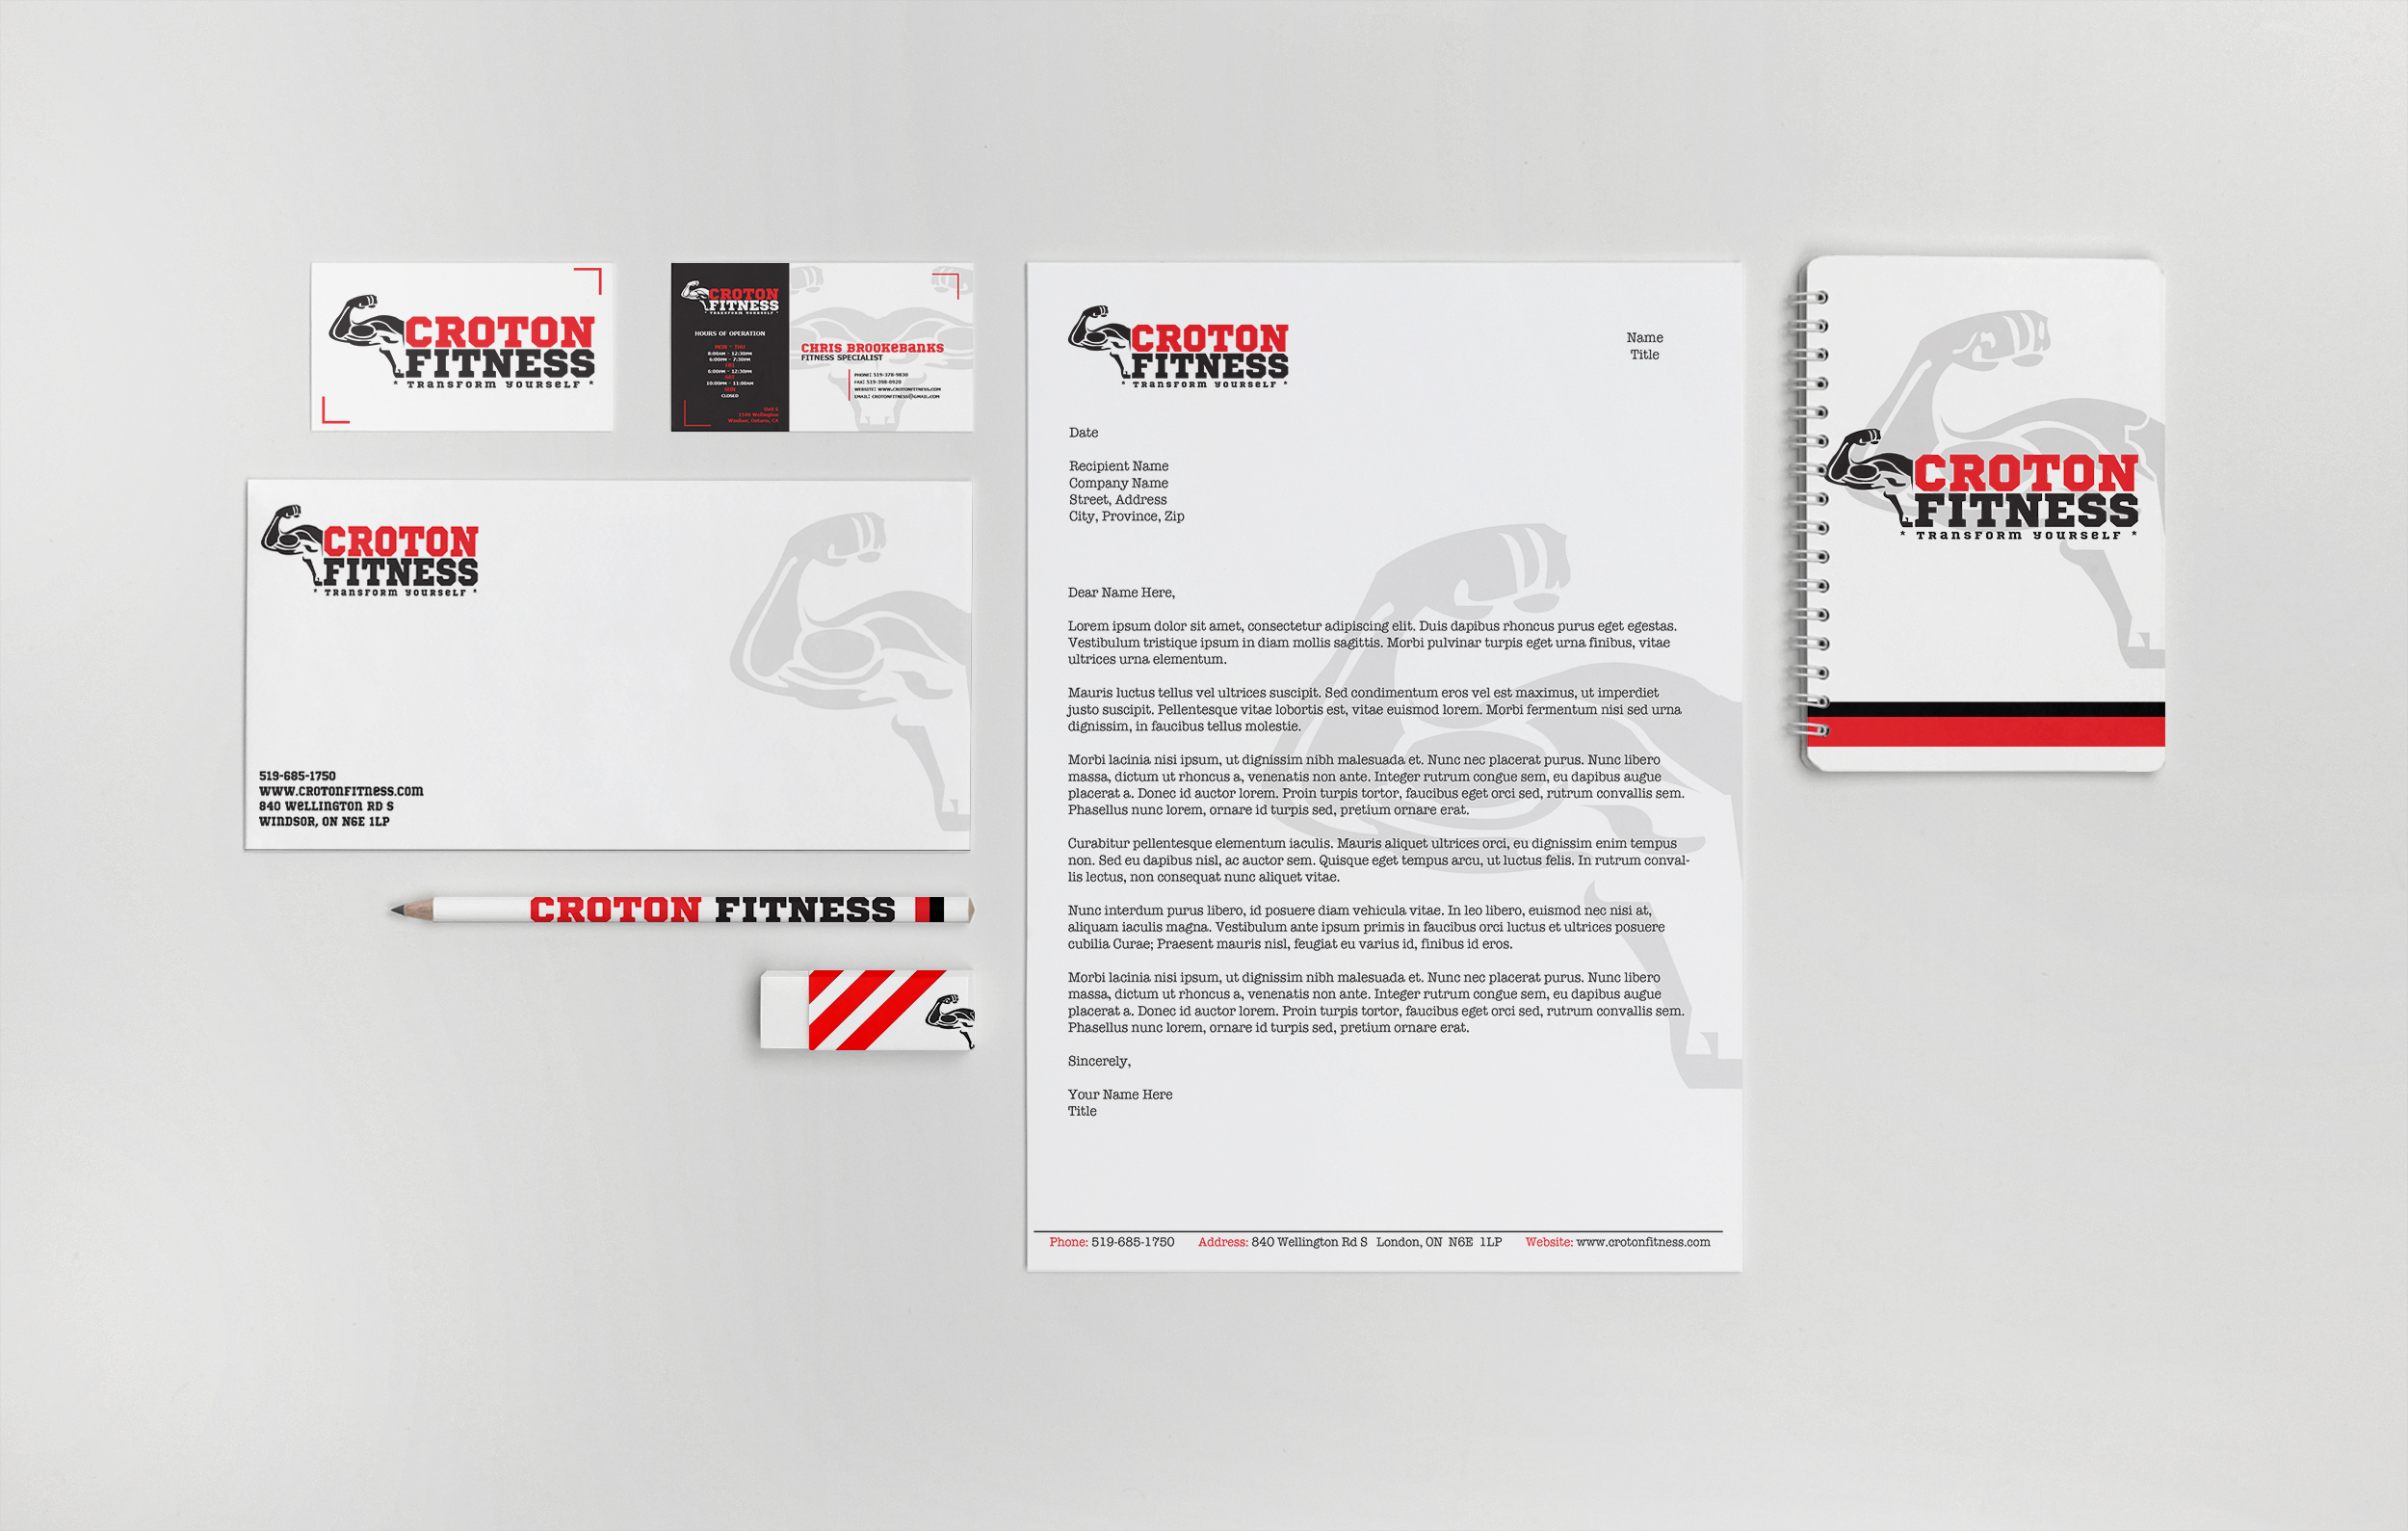 CROTON
FITNESS
* TRANSFORM YOURSELF *
CROTON
FITNESS
* TRANSFORM YOURSELF *
HOURS OF OPERATION
MON - THU
8:00AM - 12:30PM
6:00PM - 7:30PM
FRI
6:00PM - 12:30PM
SAT
10:00PM - 11:00AM
SUN
CLOSED
Unit 6
1500 Wellington
Windsor, Ontario, CA
CHRIS BROOKEBANKS
FITNESS SPECIALIST
PHONE: 519-378-9830
FAX: 519-398-0920
WEBSITE: WWW.CROTONFITNESS.COM
EMAIL: CROTONFITNESS@GMAIL.COM
CROTON
FITNESS
* TRANSFORM YOURSELF *
519-685-1750
WWW.CROTONFITNESS.COM
840 WELLINGTON RD S
WINDSOR, ON N6E 1LP
CROTON FITNESS
CROTON
FITNESS
* TRANSFORM YOURSELF *
Name
Title
Date
Recipient Name
Company Name
Street, Address
City, Province, Zip
Dear Name Here,
Lorem ipsum dolor sit amet, consectetur adipiscing elit. Duis dapibus rhoncus purus eget egestas.
Vestibulum tristique ipsum in diam mollis sagittis. Morbi pulvinar turpis eget urna finibus, vitae
ultrices urna elementum.
Mauris luctus tellus vel ultrices suscipit. Sed condimentum eros vel est maximus, ut imperdiet
justo suscipit. Pellentesque vitae lobortis est, vitae euismod lorem. Morbi fermentum nisi sed urna
dignissim, in faucibus tellus molestie.
Morbi lacinia nisi ipsum, ut dignissim nibh malesuada et. Nunc nec placerat purus. Nunc libero
massa, dictum ut rhoncus a, venenatis non ante. Integer rutrum congue sem, eu dapibus augue
placerat a. Donec id auctor lorem. Proin turpis tortor, faucibus eget orci sed, rutrum convallis sem.
Phasellus nunc lorem, ornare id turpis sed, pretium ornare erat.
Curabitur pellentesque elementum iaculis. Mauris aliquet ultrices orci, eu dignissim enim tempus
non. Sed eu dapibus nisl, ac auctor sem. Quisque eget tempus arcu, ut luctus felis. In rutrum conval-
lis lectus, non consequat nunc aliquet vitae.
Nunc interdum purus libero, id posuere diam vehicula vitae. In leo libero, euismod nec nisi at,
aliquam iaculis magna. Vestibulum ante ipsum primis in faucibus orci luctus et ultrices posuere
cubilia Curae; Praesent mauris nisl, feugiat eu varius id, finibus id eros.
Morbi lacinia nisi ipsum, ut dignissim nibh malesuada et. Nunc nec placerat purus. Nunc libero
massa, dictum ut rhoncus a, venenatis non ante. Integer rutrum congue sem, eu dapibus augue
placerat a. Donec id auctor lorem. Proin turpis tortor, faucibus eget orci sed, rutrum convallis sem.
Phasellus nunc lorem, ornare id turpis sed, pretium ornare erat.
Sincerely,
Your Name Here
Title
Phone: 519-685-1750 Address: 840 Wellington Rd S London, ON N6E 1LP Website: www.crotonfitness.com
CROTON
FITNESS
* TRANSFORM YOURSELF *